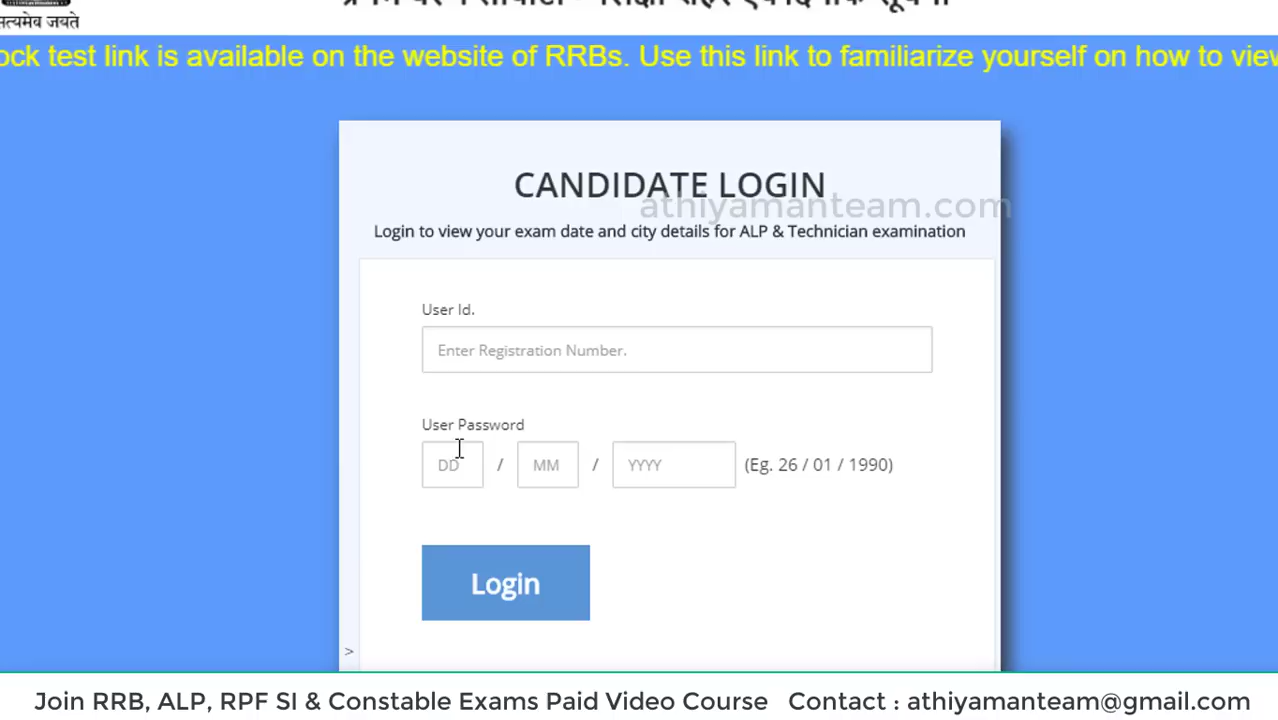 सत्यमेव जयते
ock test link is available on the website of RRBs. Use this link to familiarize yourself on how to view
CANDIDATE LOGIN
athiyamanteam.com
Login to view your exam date and city details for ALP & Technician examination
User Id.
Enter Registration Number.
User Password
DD / MM / YYYY (Eg. 26 / 01 / 1990)
Login
>
Join RRB, ALP, RPF SI & Constable Exams Paid Video Course Contact : athiyamanteam@gmail.com